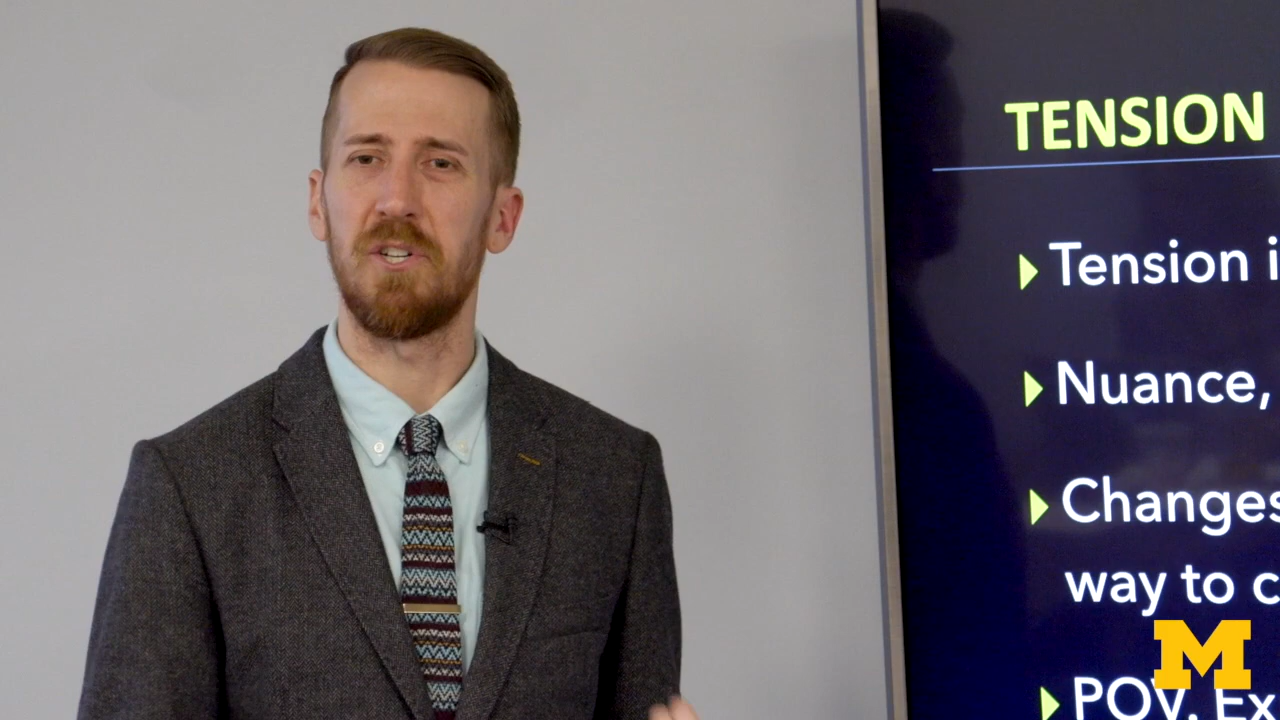 TENSION
Tension i
Nuance,
Changes
way to c
POV, Ex
M